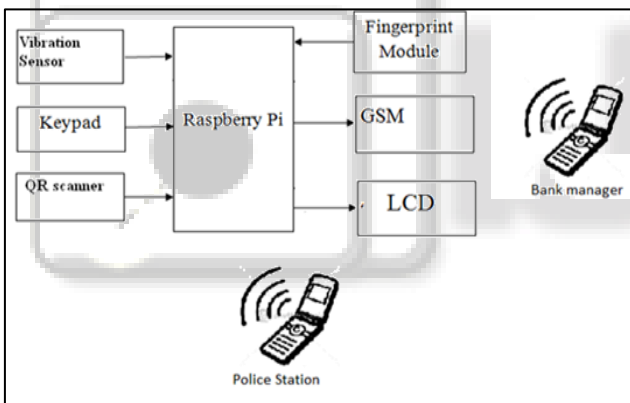 Vibration
Sensor
Fingerprint
Module
Keypad
Raspberry Pi
GSM
QR scanner
LCD
Bank manager
Police Station